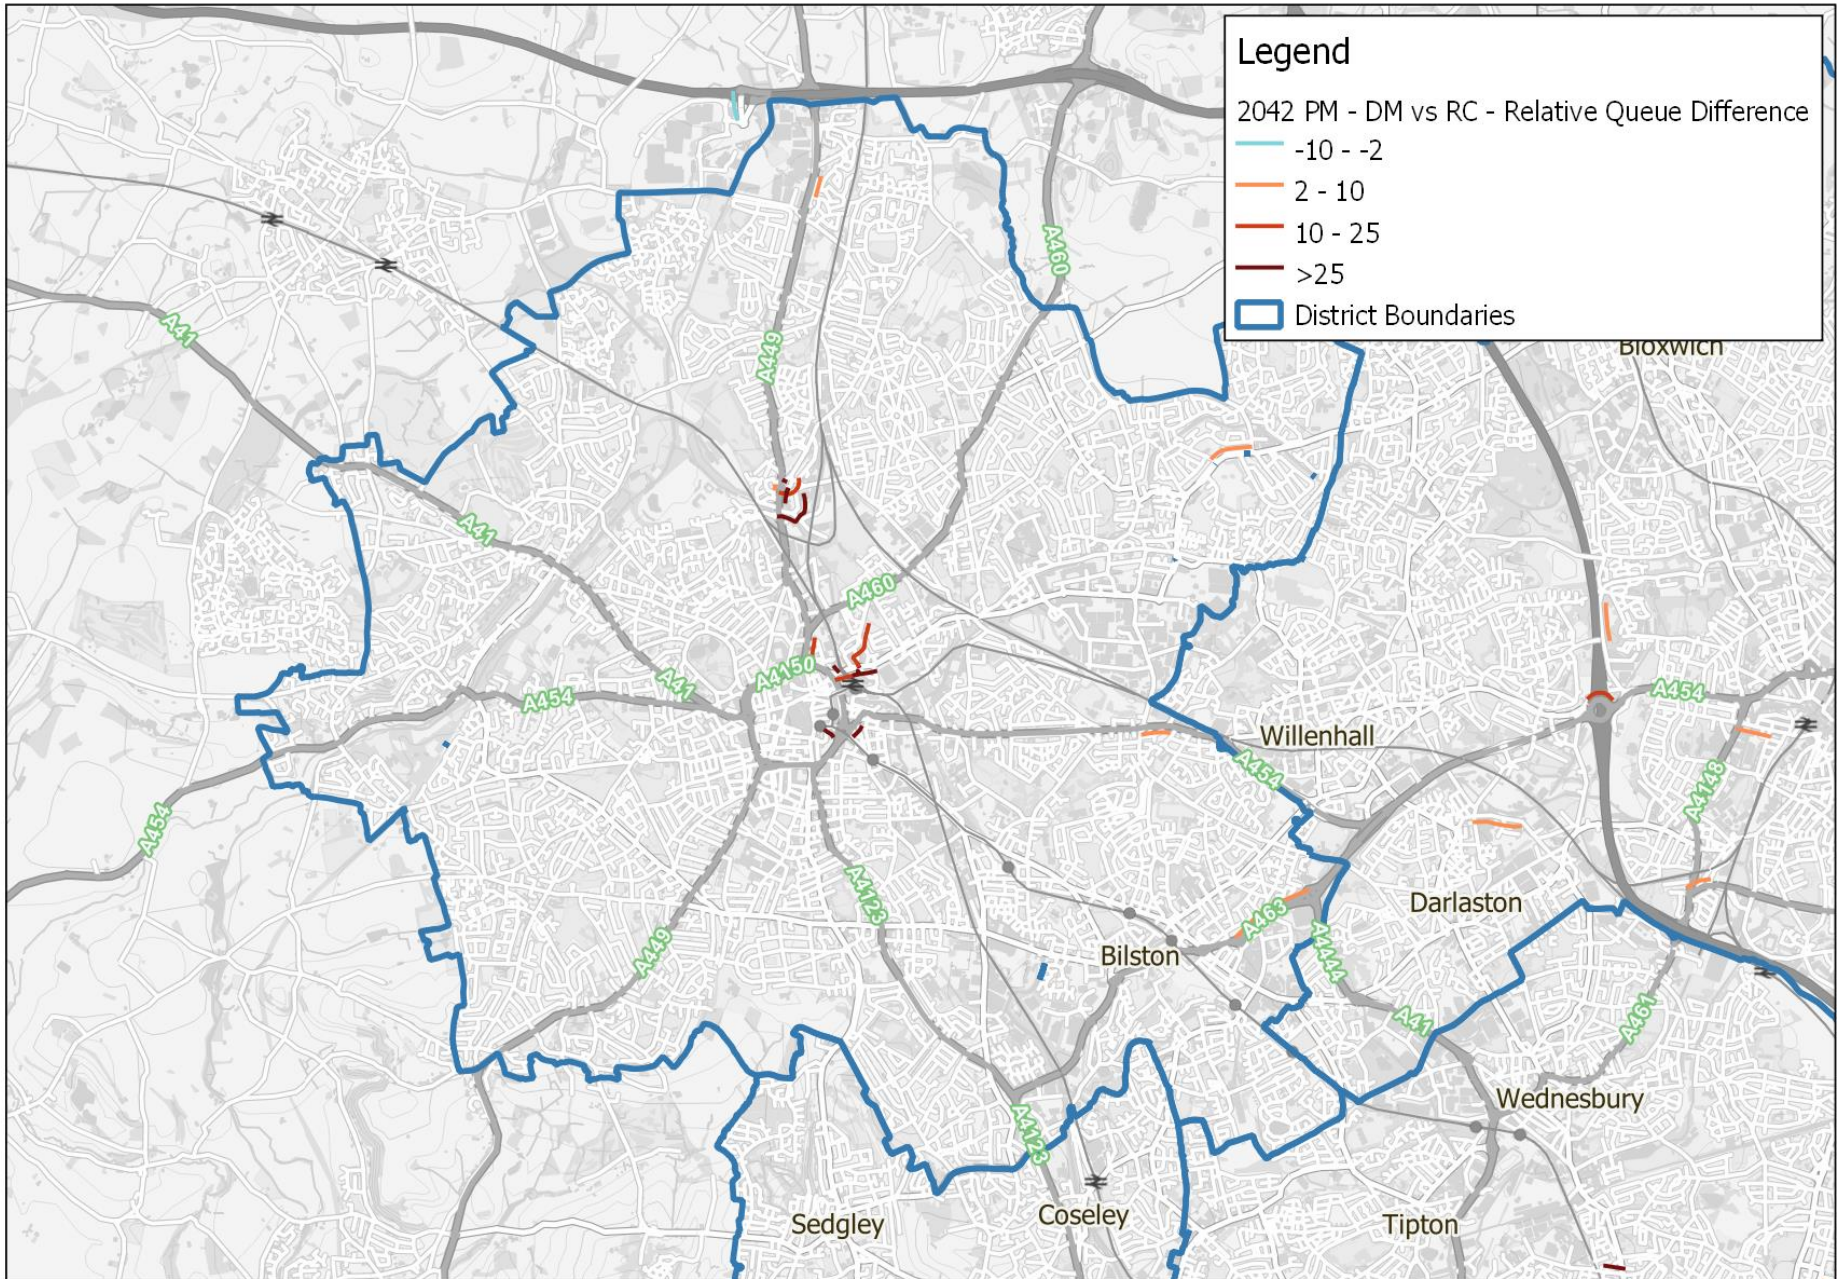 Legend
2042 PM - DM vs RC - Relative Queue Difference
-10 - -2
2 - 10
10 - 25
>25
District Boundaries
Bloxwich
A460
A41
A449
A41
A460
A4150
A41
A454
A454
Willenhall
A454
A4148
A454
A4123
A463
Darlaston
A449
Bilston
A4444
A41
A461
Wednesbury
A4123
Sedgley
Coseley
Tipton